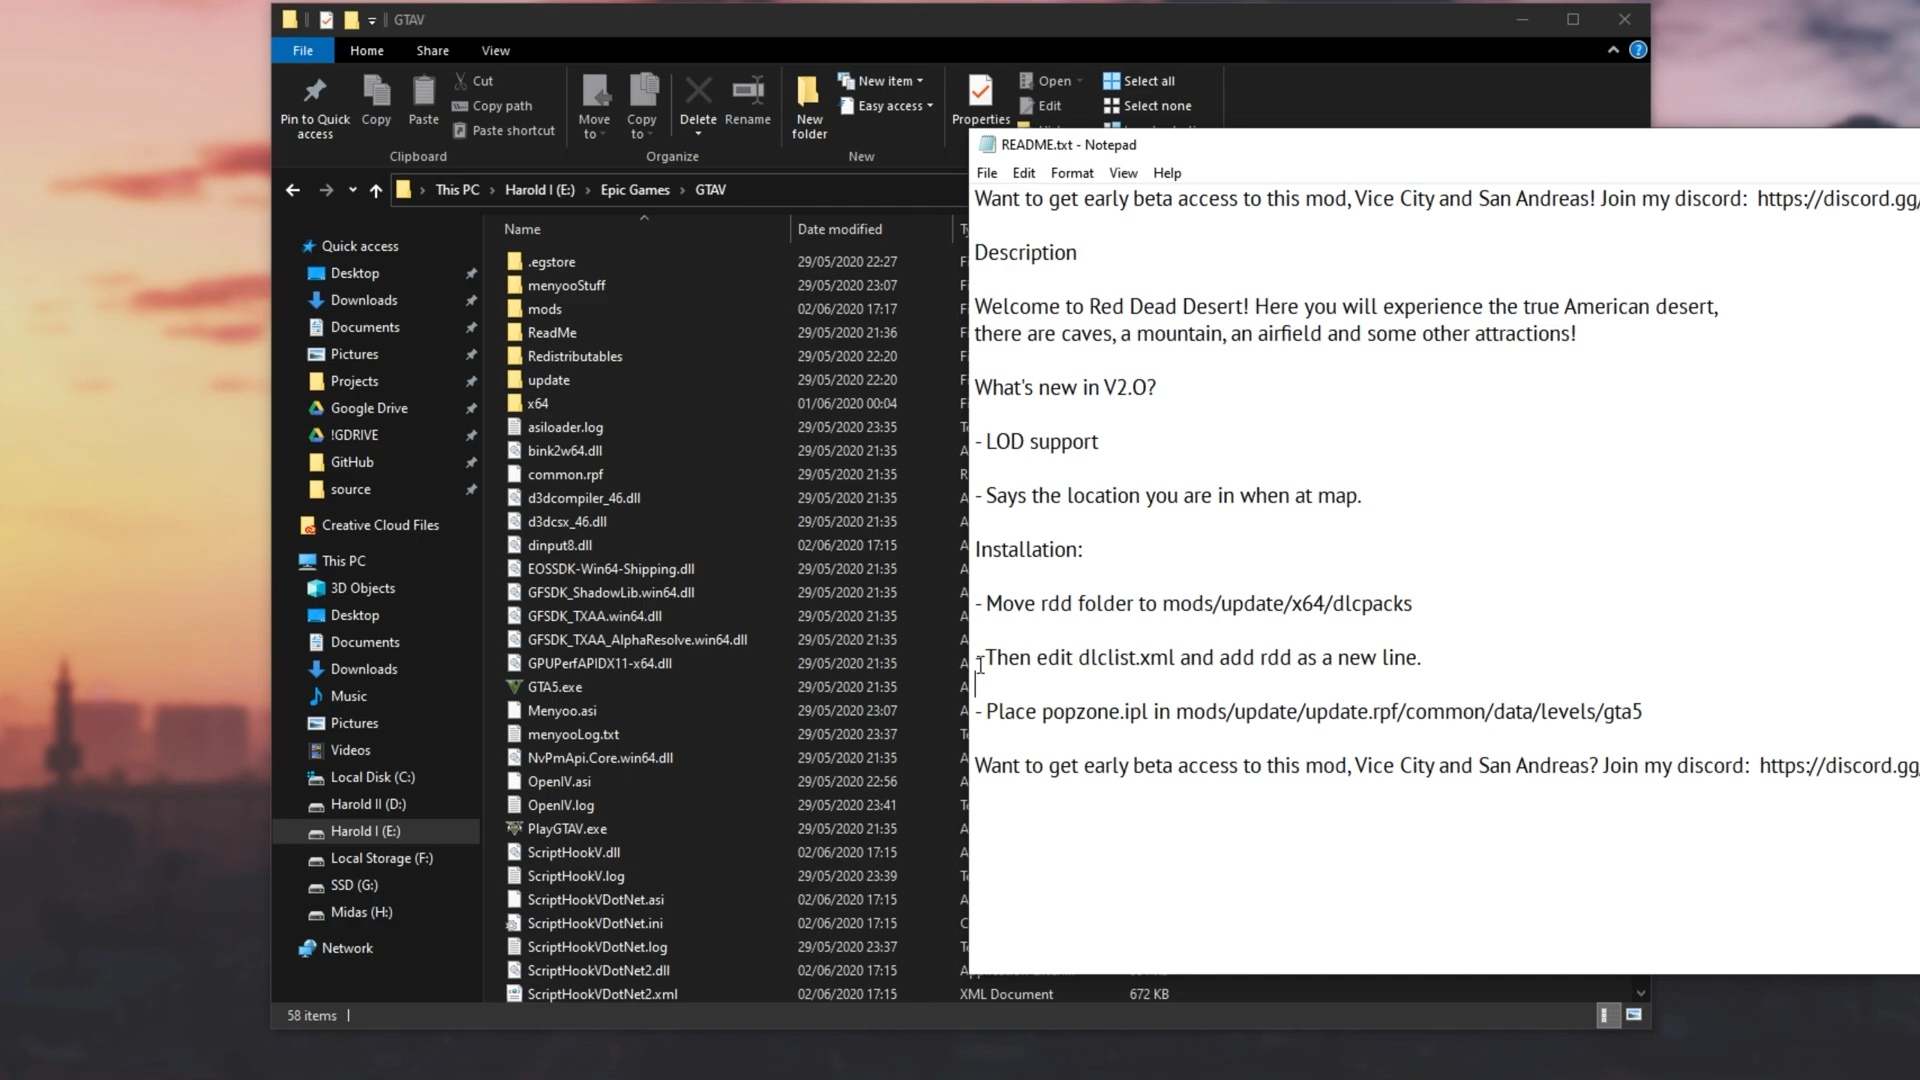 GTAV
File Home Share View
Pin to Quick access
Copy
Paste
Cut
Copy path
Paste shortcut
Clipboard
Move to
Copy to
Delete
Rename
Organize
New folder
New item
Easy access
New
Properties
Open
Edit
Select all
Select none
This PC > Harold I (E:) > Epic Games > GTAV
Quick access
Desktop
Downloads
Documents
Pictures
Projects
Google Drive
!GDRIVE
GitHub
source
Creative Cloud Files
This PC
3D Objects
Desktop
Documents
Downloads
Music
Pictures
Videos
Local Disk (C:)
Harold II (D:)
Harold I (E:)
Local Storage (F:)
SSD (G:)
Midas (H:)
Network
Name Date modified
.egstore 29/05/2020 22:27
menyooStuff 29/05/2020 23:07
mods 02/06/2020 17:17
ReadMe 29/05/2020 21:36
Redistributables 29/05/2020 22:20
update 29/05/2020 22:20
x64 01/06/2020 00:04
asiloader.log 29/05/2020 23:35
bink2w64.dll 29/05/2020 21:35
common.rpf 29/05/2020 21:35
d3dcompiler_46.dll 29/05/2020 21:35
d3dcsx_46.dll 29/05/2020 21:35
dinput8.dll 02/06/2020 17:15
EOSSDK-Win64-Shipping.dll 29/05/2020 21:35
GFSDK_ShadowLib.win64.dll 29/05/2020 21:35
GFSDK_TXAA.win64.dll 29/05/2020 21:35
GFSDK_TXAA_AlphaResolve.win64.dll 29/05/2020 21:35
GPUPerfAPIDX11-x64.dll 29/05/2020 21:35
GTA5.exe 29/05/2020 21:35
Menyoo.asi 29/05/2020 23:07
menyooLog.txt 29/05/2020 23:37
NvPmApi.Core.win64.dll 29/05/2020 21:35
OpenIV.asi 29/05/2020 22:56
OpenIV.log 29/05/2020 23:41
PlayGTAV.exe 29/05/2020 21:35
ScriptHookV.dll 02/06/2020 17:15
ScriptHookV.log 29/05/2020 23:39
ScriptHookVDotNet.asi 02/06/2020 17:15
ScriptHookVDotNet.ini 02/06/2020 17:15
ScriptHookVDotNet.log 29/05/2020 23:37
ScriptHookVDotNet2.dll 02/06/2020 17:15
ScriptHookVDotNet2.xml 02/06/2020 17:15 XML Document 672 KB
58 items
README.txt - Notepad
File Edit Format View Help
Want to get early beta access to this mod, Vice City and San Andreas! Join my discord: https://discord.gg/
Description
Welcome to Red Dead Desert! Here you will experience the true American desert,
there are caves, a mountain, an airfield and some other attractions!
What's new in V2.O?
- LOD support
- Says the location you are in when at map.
Installation:
- Move rdd folder to mods/update/x64/dlcpacks
- Then edit dlclist.xml and add rdd as a new line.
- Place popzone.ipl in mods/update/update.rpf/common/data/levels/gta5
Want to get early beta access to this mod, Vice City and San Andreas? Join my discord: https://discord.gg